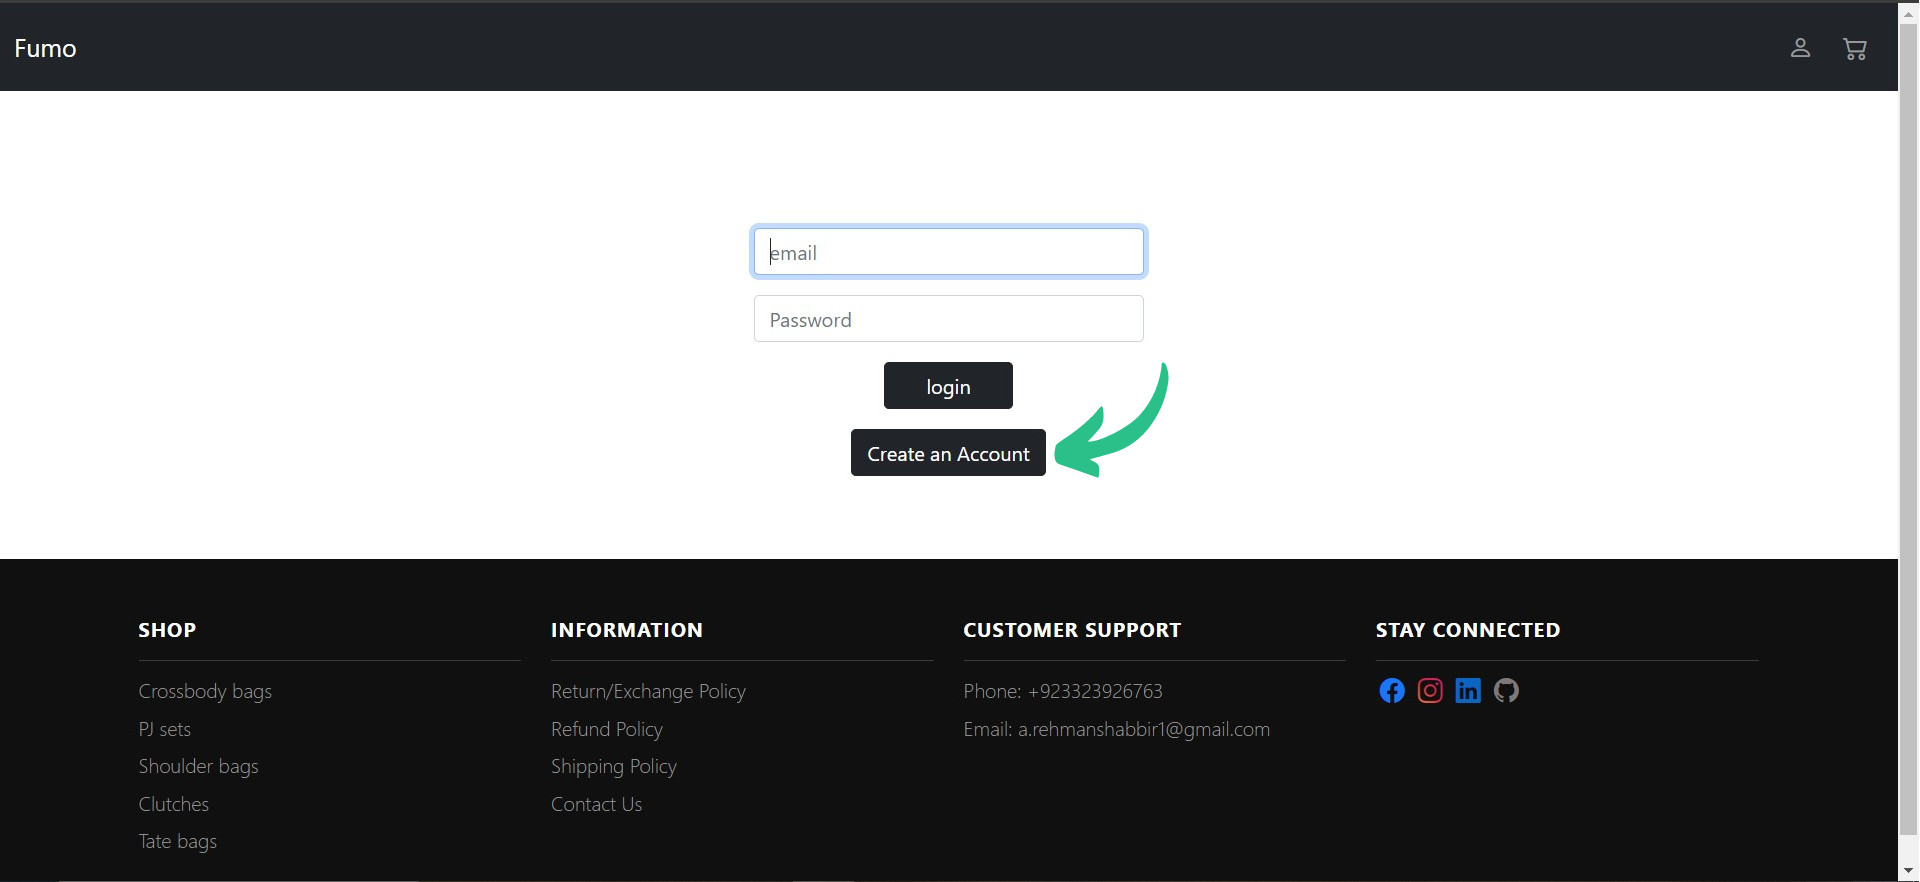 Fumo
email
Password
login
Create an Account
SHOP
Crossbody bags
PJ sets
Shoulder bags
Clutches
Tate bags
INFORMATION
Return/Exchange Policy
Refund Policy
Shipping Policy
Contact Us
CUSTOMER SUPPORT
Phone: +923323926763
Email: a.rehmanshabbir1@gmail.com
STAY CONNECTED